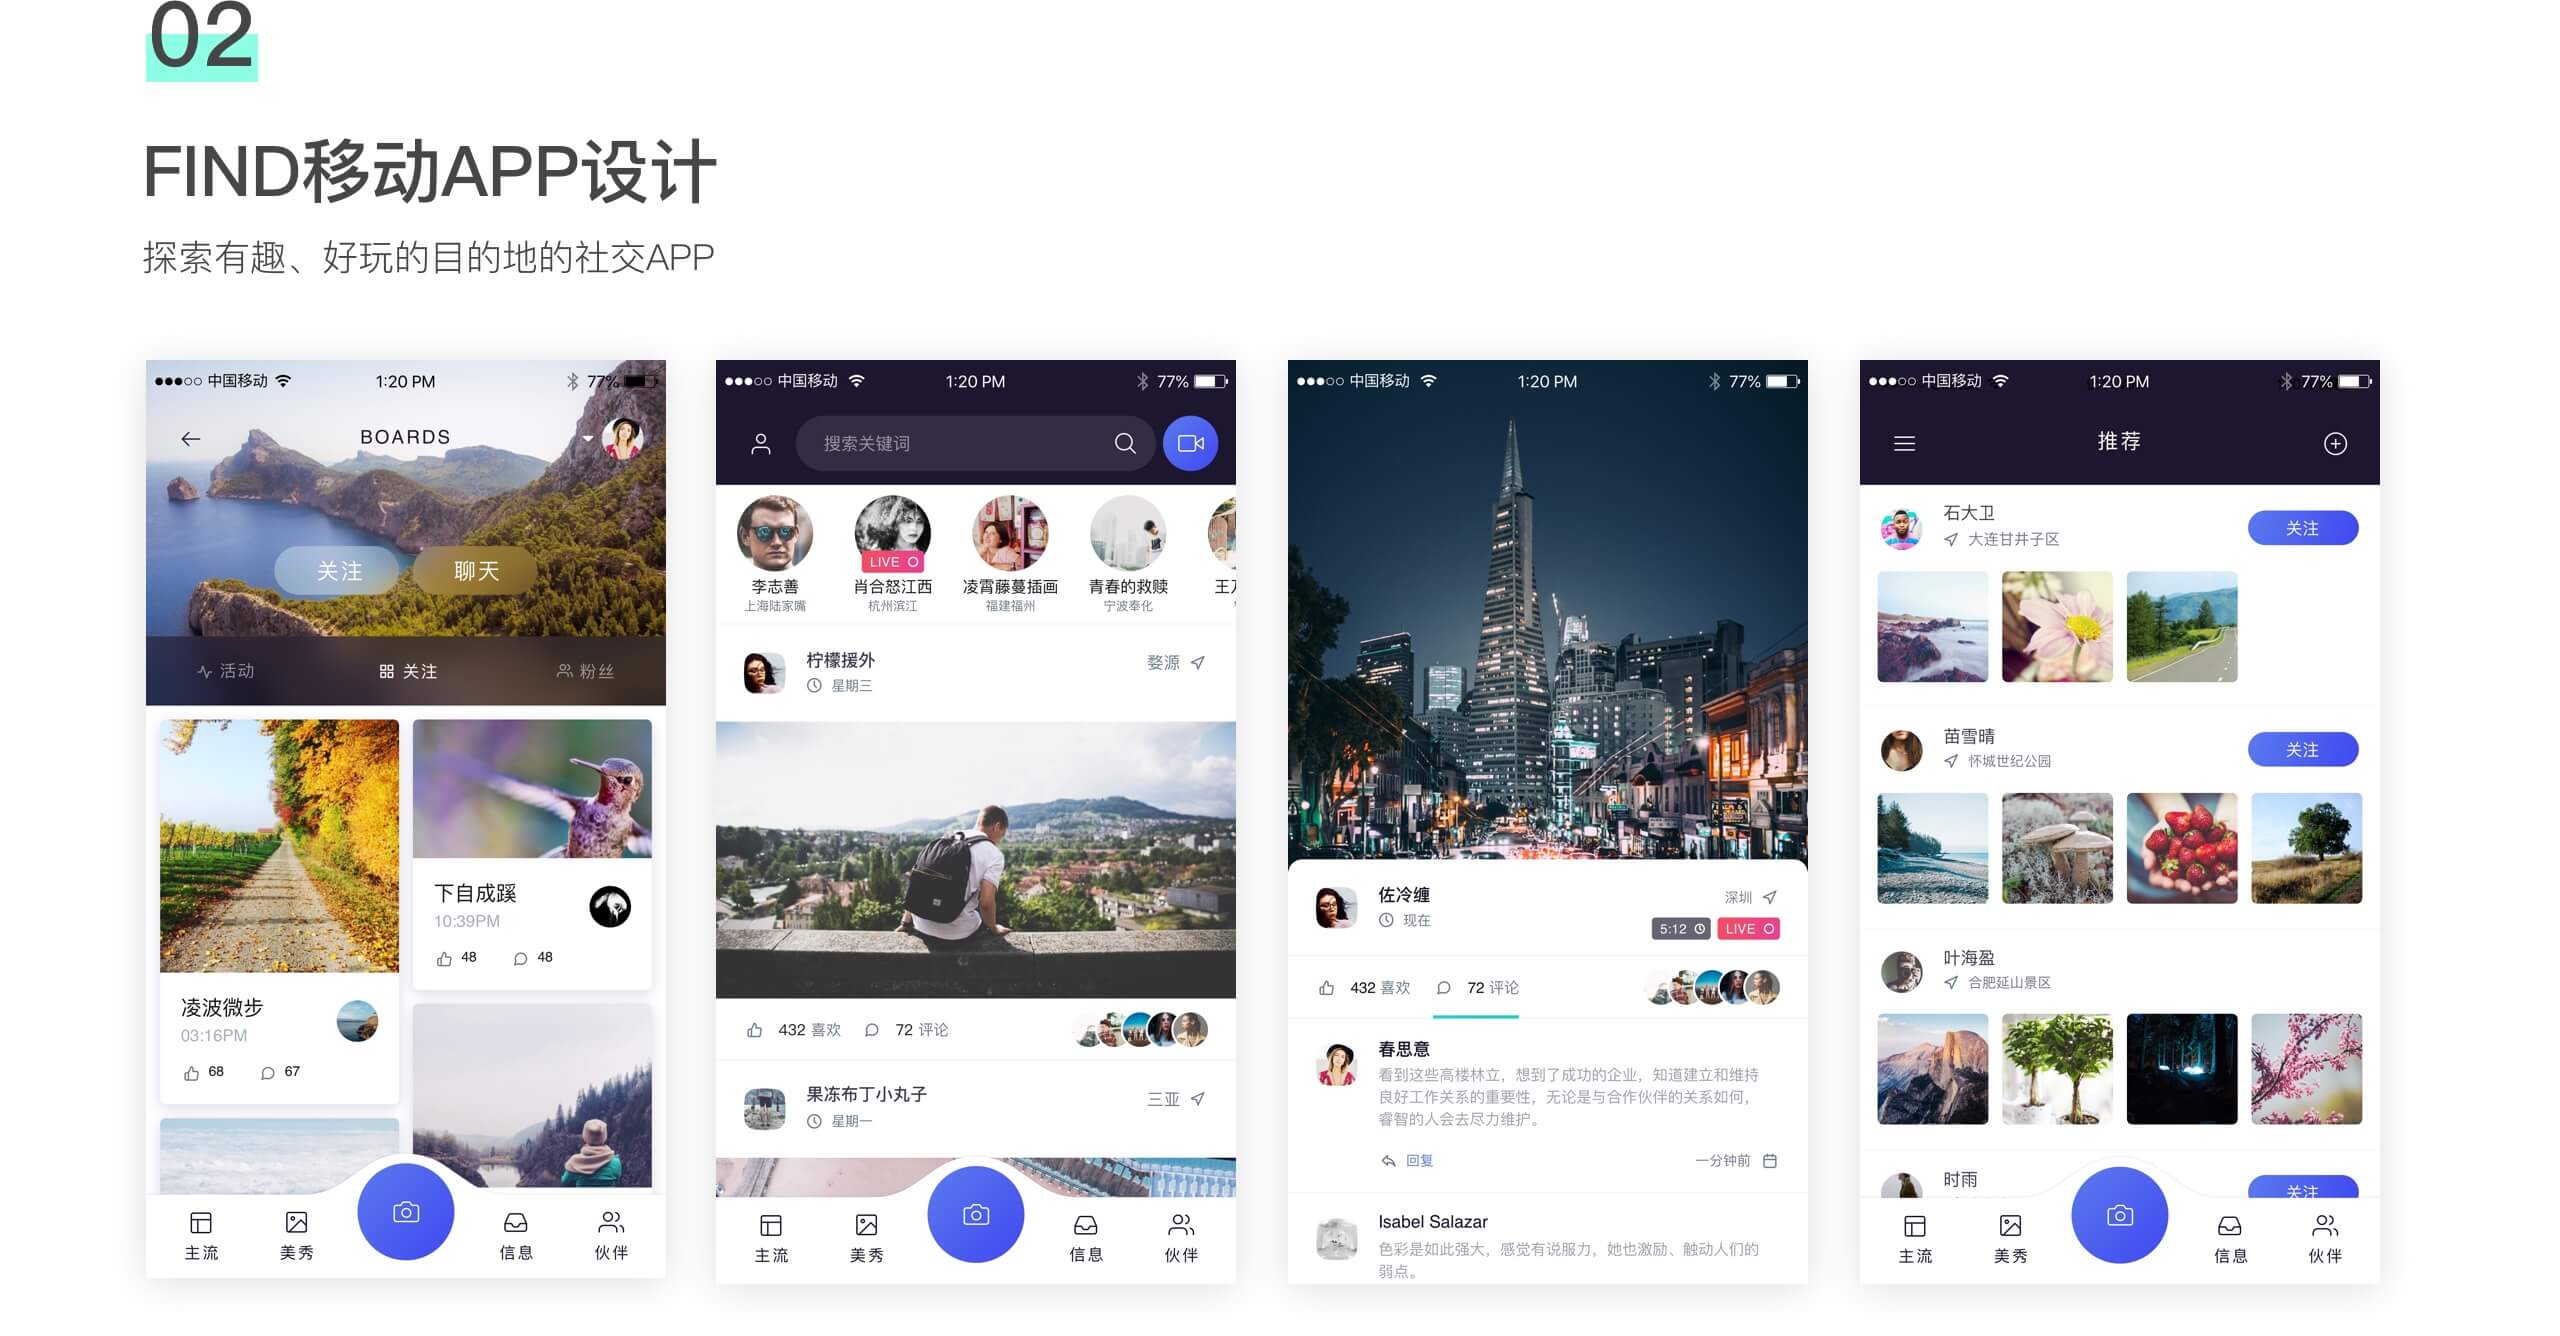 02
FIND移动APP设计
探索有趣、好玩的目的地的社交APP
中国移动 1:20 PM 77%
BOARDS
关注 聊天
活动 关注 粉丝
下自成蹊
10:39PM
48 48
凌波微步
03:16PM
68 67
主流 美秀 信息 伙伴
中国移动 1:20 PM 77%
搜索关键词
LIVE
李志善 肖合怒江西 凌霄藤蔓插画 青春的救赎
上海陆家嘴 杭州滨江 福建福州 宁波奉化
柠檬援外 婺源
星期三
432 喜欢 72 评论
果冻布丁小丸子 三亚
星期一
主流 美秀 信息 伙伴
中国移动 1:20 PM 77%
佐冷缠 深圳
现在 5:12 LIVE
432 喜欢 72 评论
春思意
看到这些高楼林立，想到了成功的企业，知道建立和维持
良好工作关系的重要性，无论是与合作伙伴的关系如何，
睿智的人会去尽力维护。
回复 一分钟前
Isabel Salazar
色彩是如此强大，感觉有说服力，她也激励、触动人们的
弱点。
中国移动 1:20 PM 77%
推荐
石大卫 关注
大连甘井子区
苗雪晴 关注
怀城世纪公园
叶海盈
合肥延山景区
时雨 关注
主流 美秀 信息 伙伴